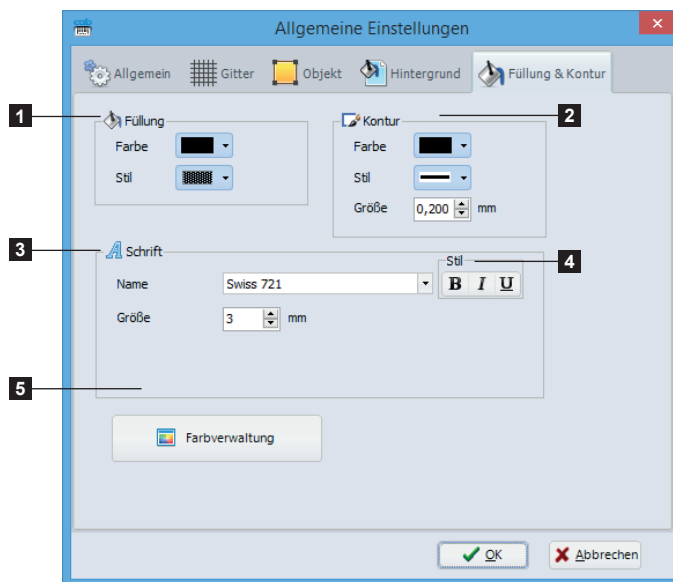 cab
Allgemeine Einstellungen
Allgemein Gitter Objekt Hintergrund Füllung & Kontur
1
Füllung
Farbe
Stil
2
Kontur
Farbe
Stil
Größe 0,200 mm
3
Schrift
Name Swiss 721
Größe 3 mm
4
Stil
B I U
5
Farbverwaltung
OK Abbrechen